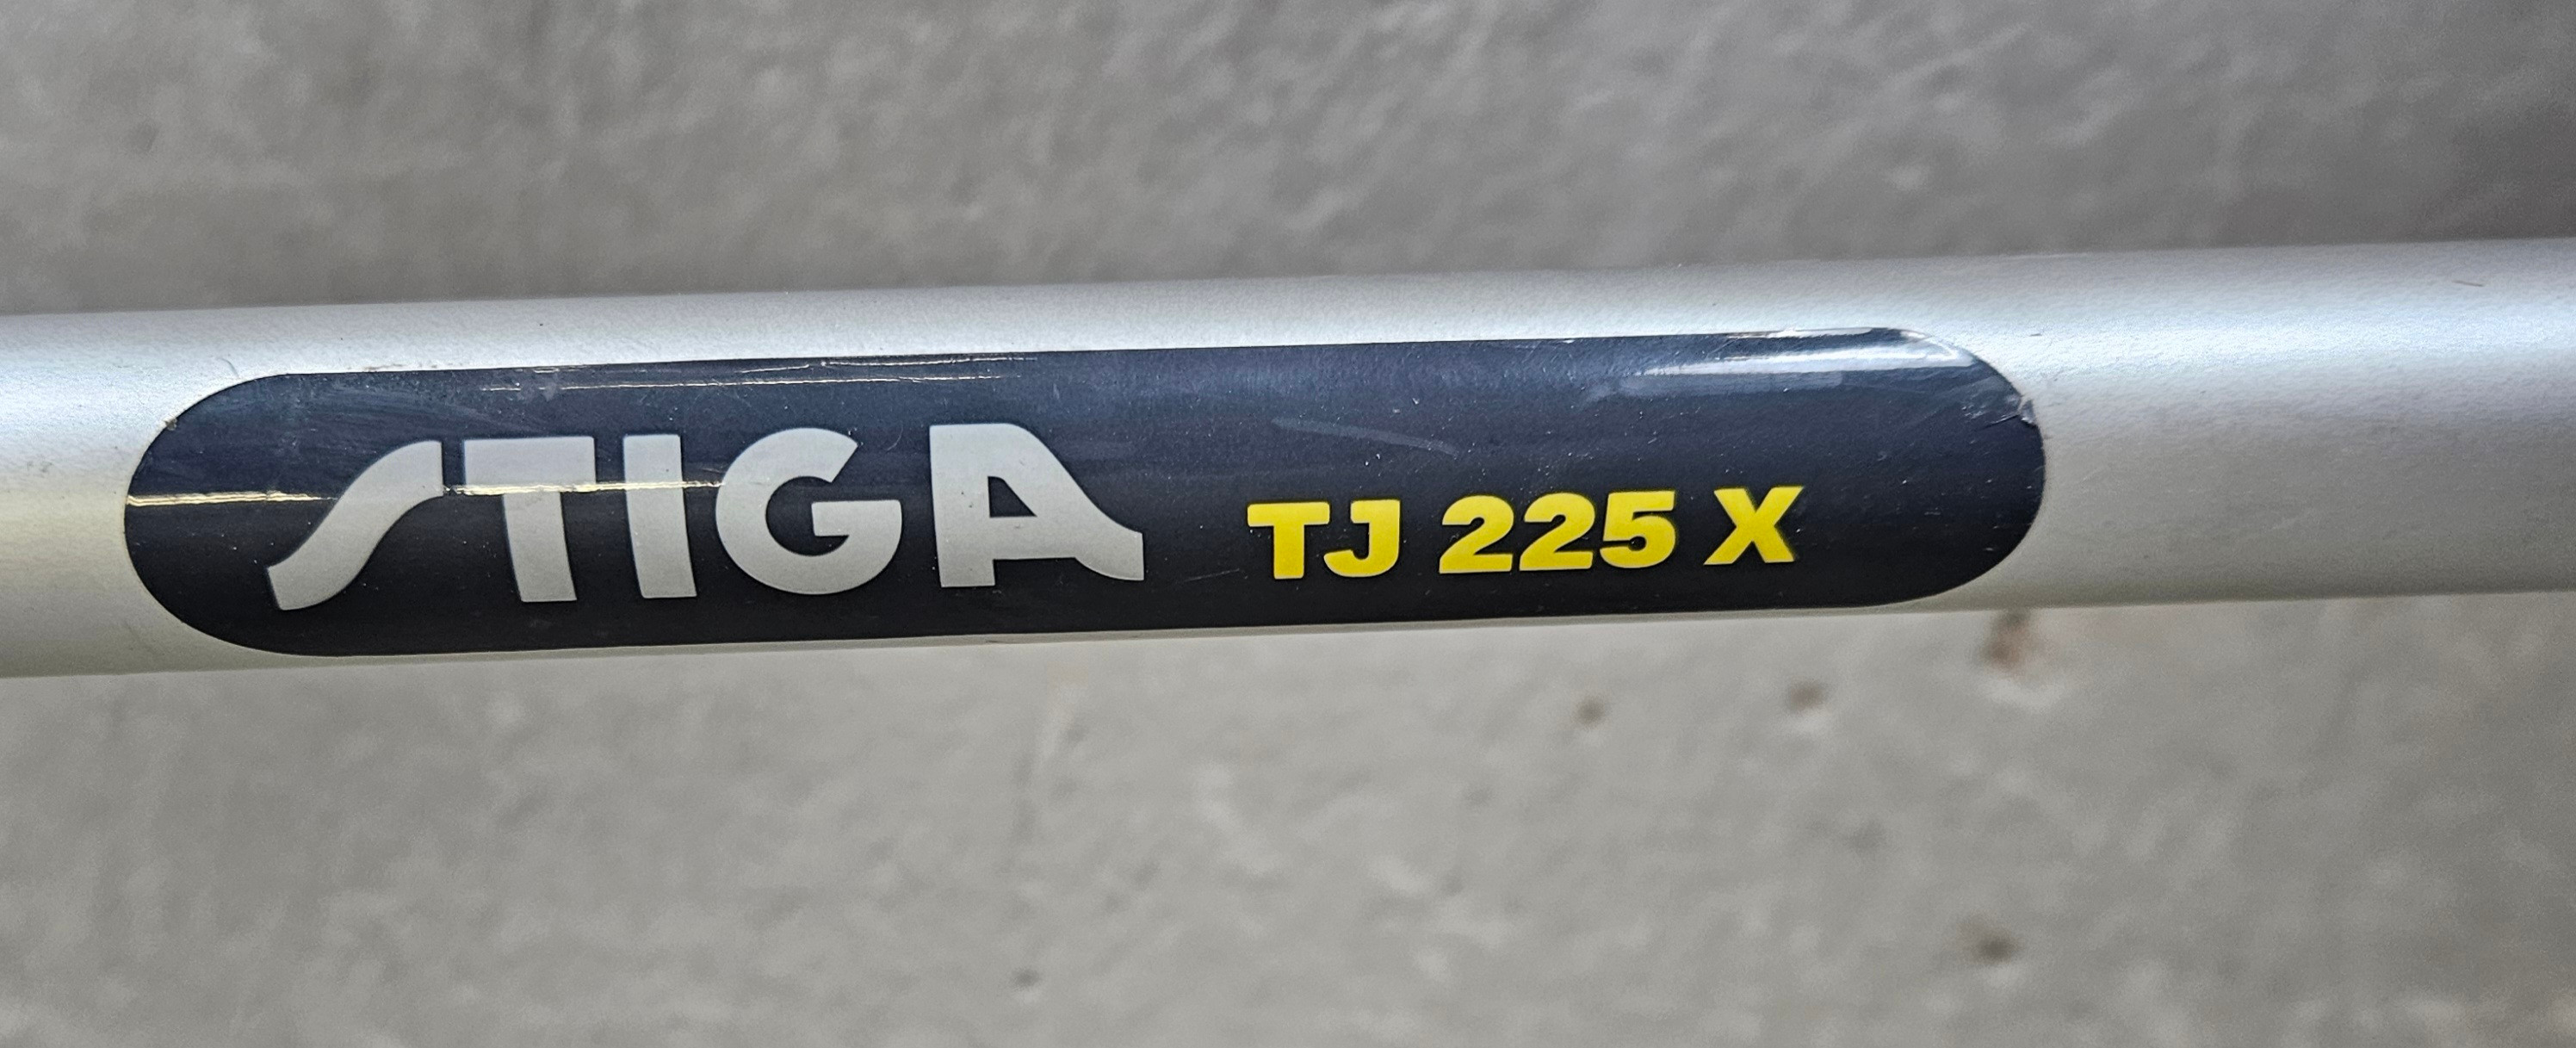 STIGA TJ 225 X